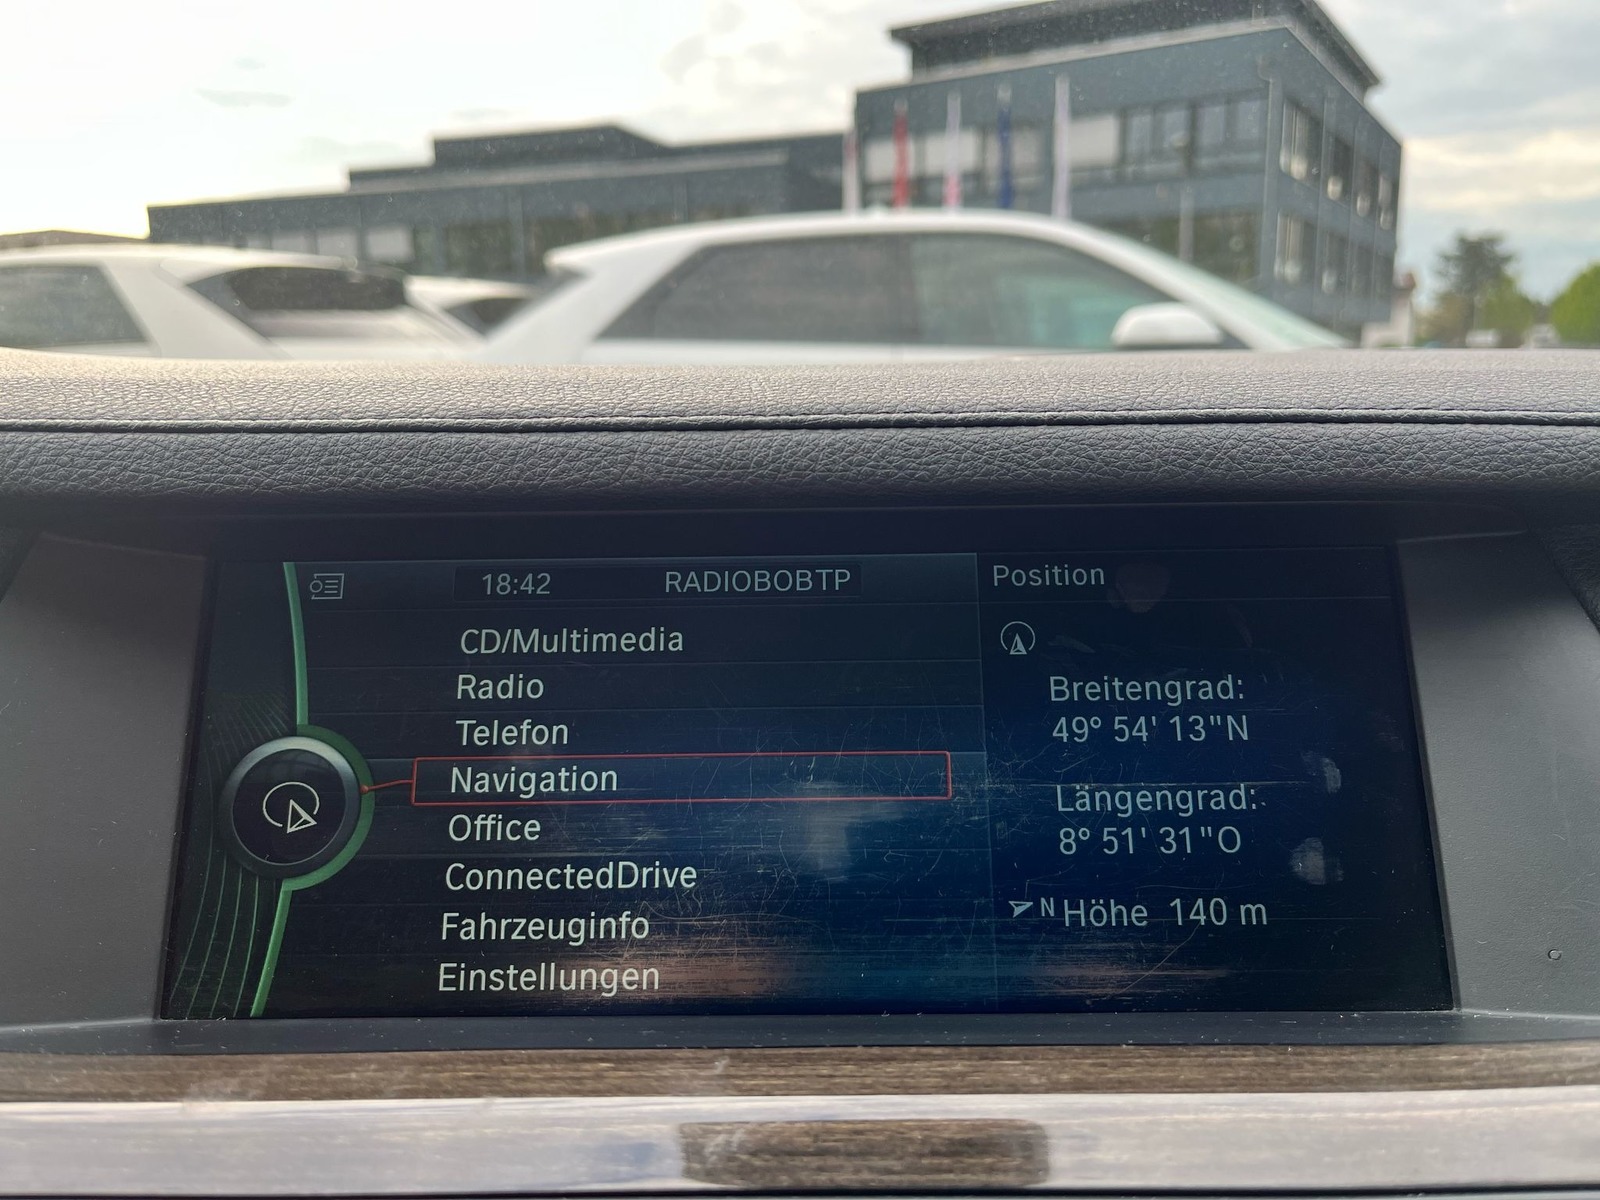 18:42 RADIOBOBTP
CD/Multimedia
Radio
Telefon
Navigation
Office
ConnectedDrive
Fahrzeuginfo
Einstellungen
Position
Breitengrad:
49° 54' 13"N
Längengrad:
8° 51' 31"O
N Höhe 140 m